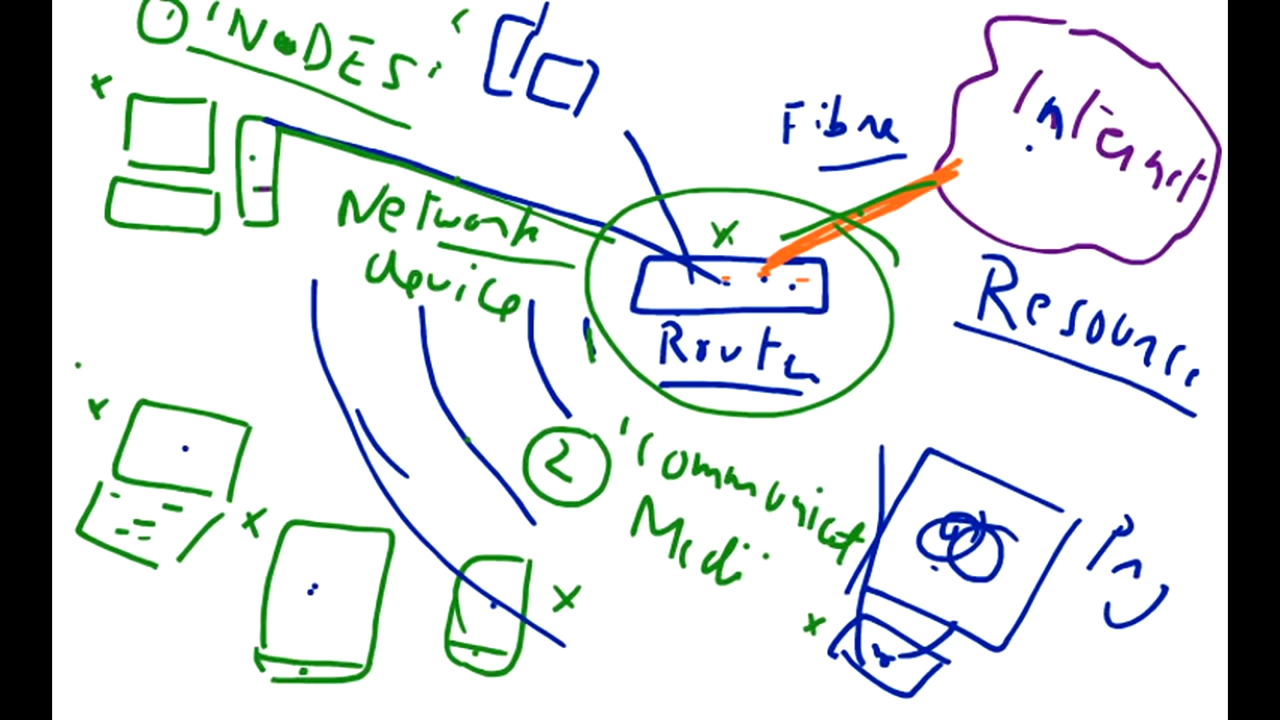 ① 'NODES'
Fibre
Internet
Network
device
Router
Resource
② 'Communicat
Medi